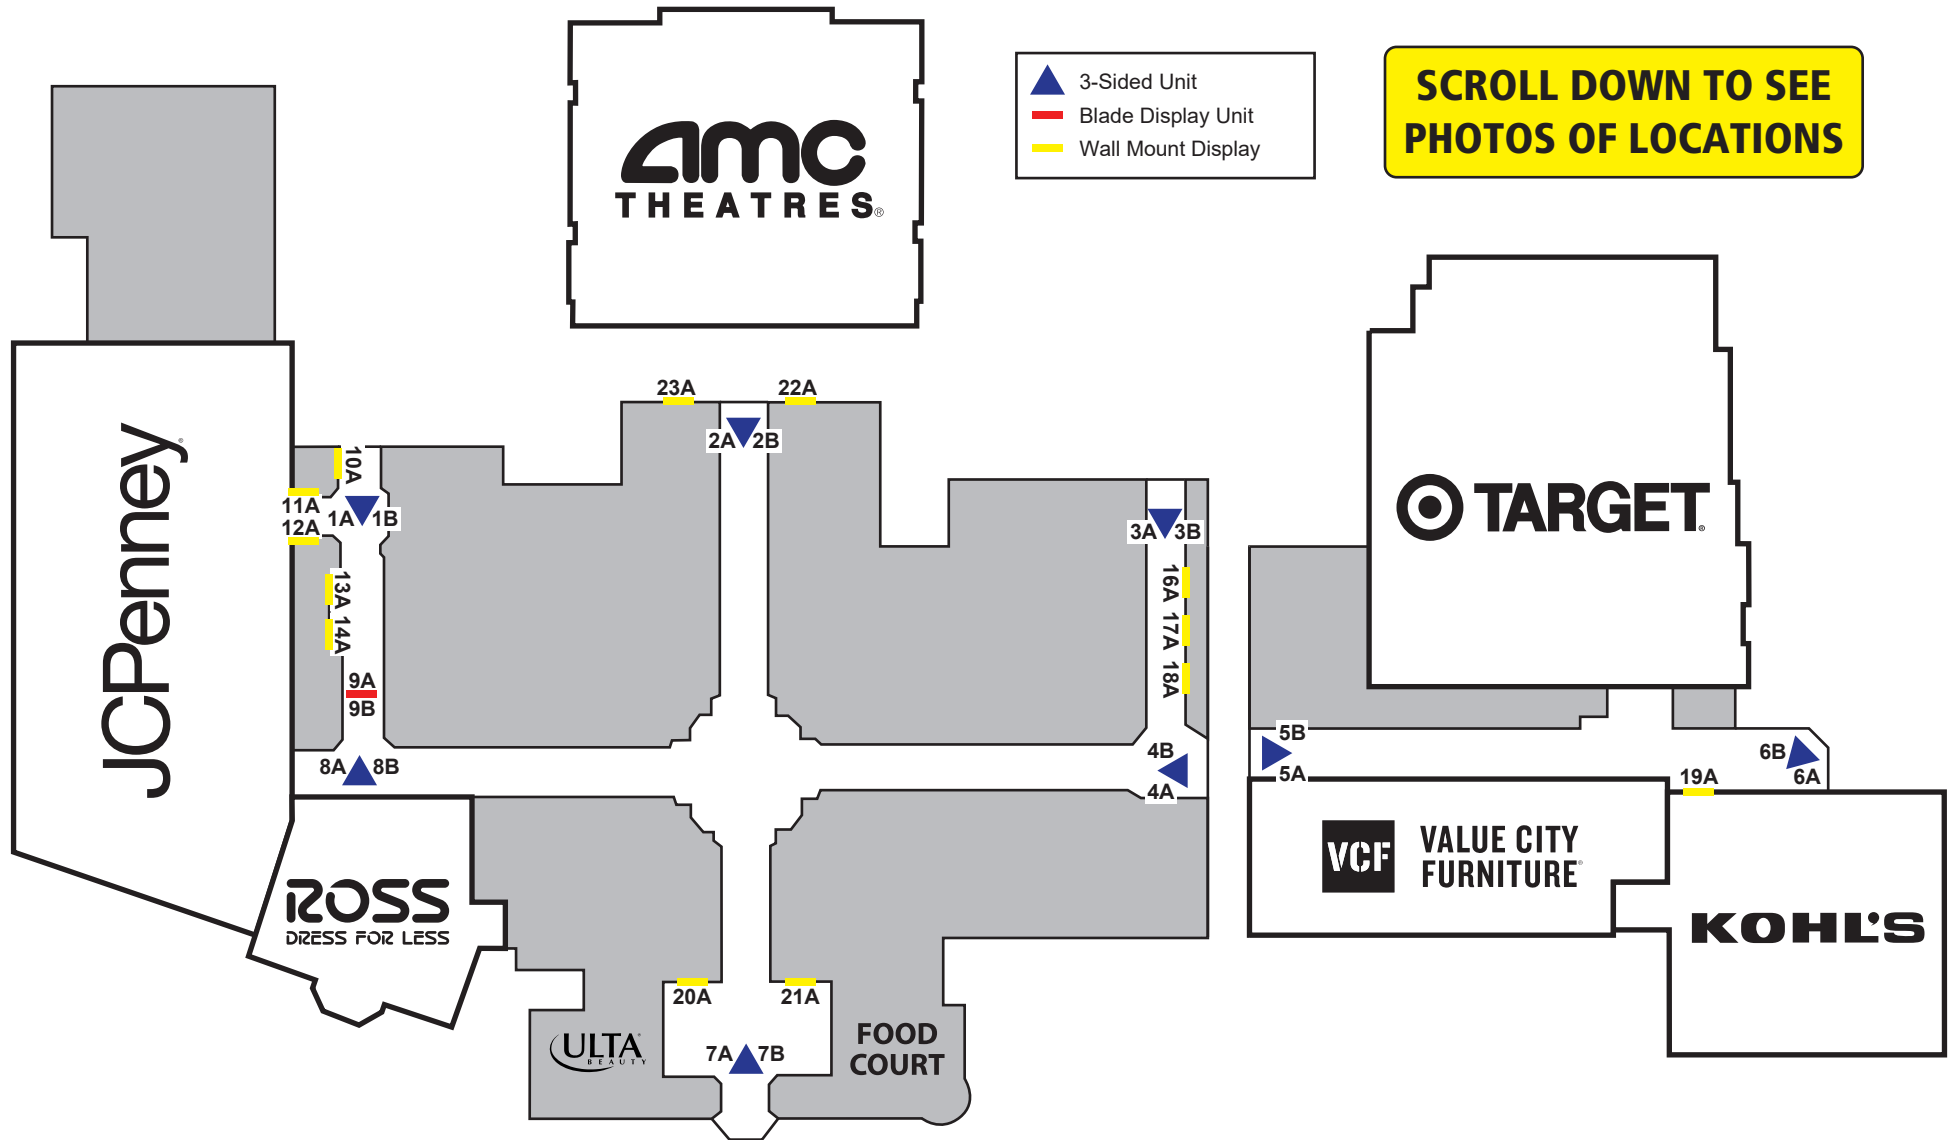 3-Sided Unit
Blade Display Unit
Wall Mount Display
SCROLL DOWN TO SEE
PHOTOS OF LOCATIONS
amc
THEATRES®
JCPenney®
TARGET®
23A
22A
2A
2B
10A
11A
1A
1B
12A
13A
14A
9A
9B
8A
8B
3A
3B
16A
17A
18A
4B
4A
5B
5A
6B
6A
19A
VCF
VALUE CITY
FURNITURE®
KOHL'S
ROSS
DRESS FOR LESS
20A
21A
ULTA
BEAUTY
7A
7B
FOOD
COURT